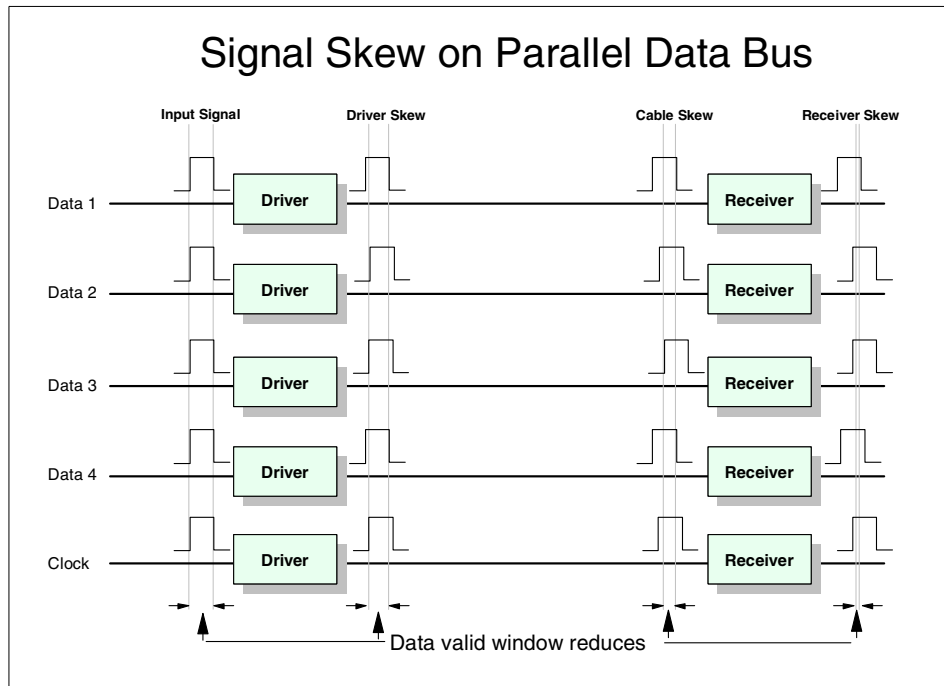 Signal Skew on Parallel Data Bus
Input Signal
Driver Skew
Cable Skew
Receiver Skew
Data 1
Driver
Receiver
Data 2
Driver
Receiver
Data 3
Driver
Receiver
Data 4
Driver
Receiver
Clock
Driver
Receiver
Data valid window reduces